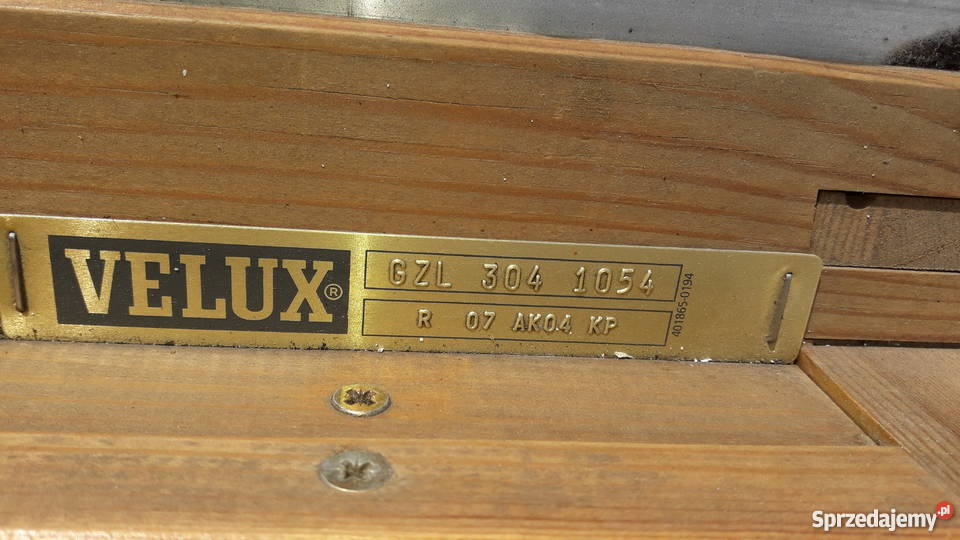 VELUX®
GZL 304 1054
R 07 AK04 KP
401865-0194
Sprzedajemy.pl